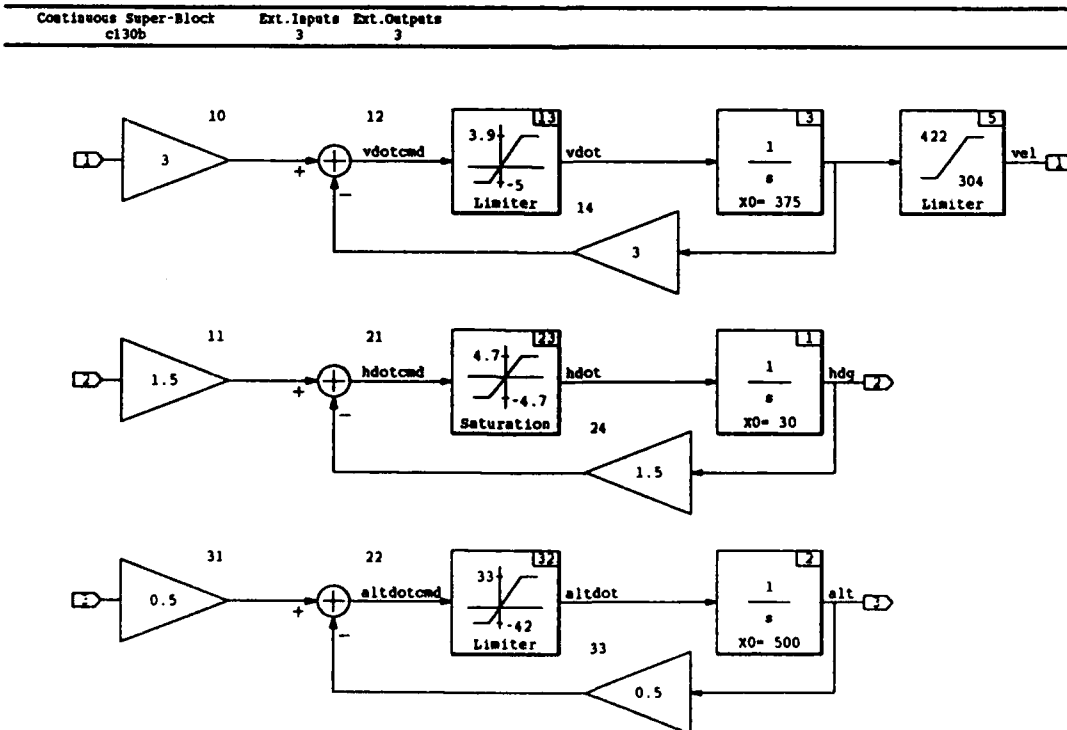 Continuous Super-Block Ext.Inputs Ext.Outputs
c130b 3 3
10 12 13 3 5
1 3 + − vdotcmd 3.9 -5 Limiter vdot 1 s X0= 375 422 304 Limiter vel 1
14
3
11 21 23 1
2 1.5 + − hdotcmd 4.7 -4.7 Saturation hdot 1 s X0= 30 hdg 2
24
1.5
31 22 32 2
3 0.5 + − altdotcmd 33 -42 Limiter altdot 1 s X0= 500 alt 3
33
0.5